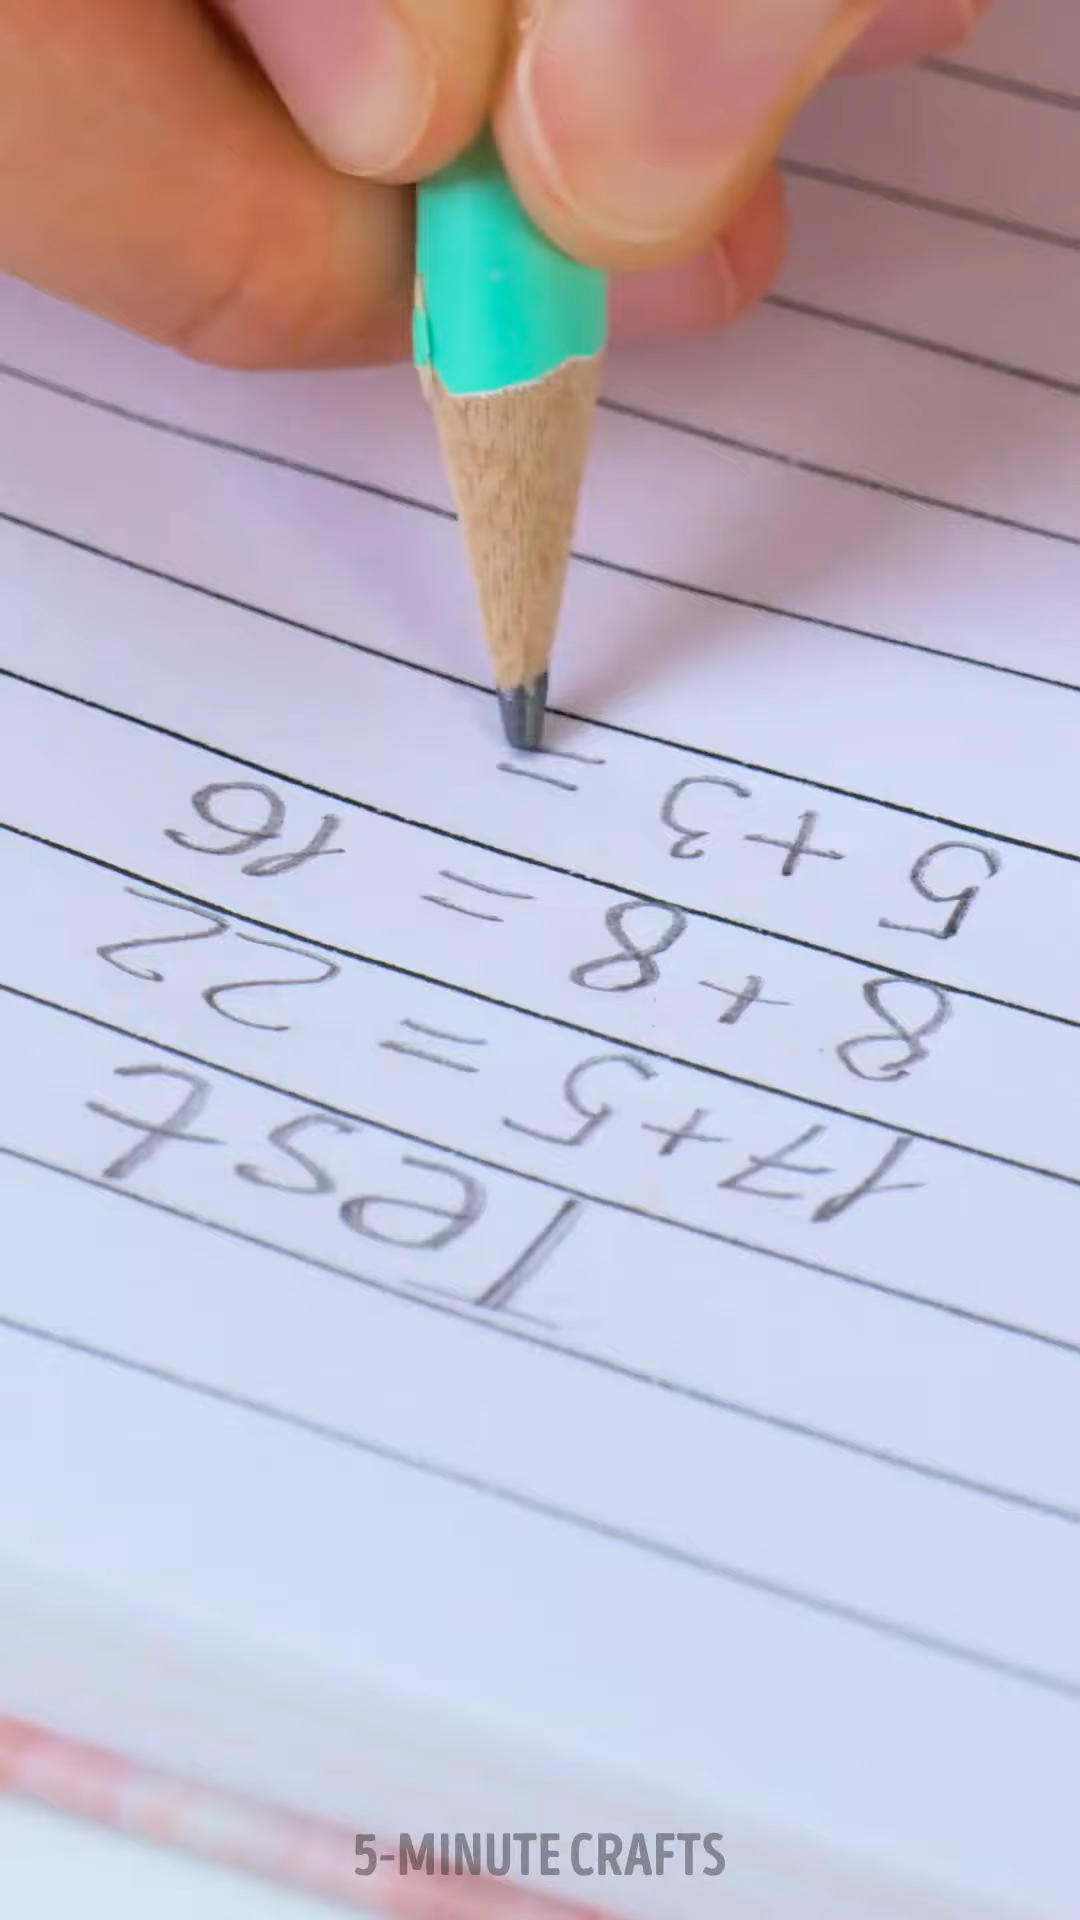 Test
17+5 = 22
8+8 = 16
5+3 =
5-MINUTE CRAFTS